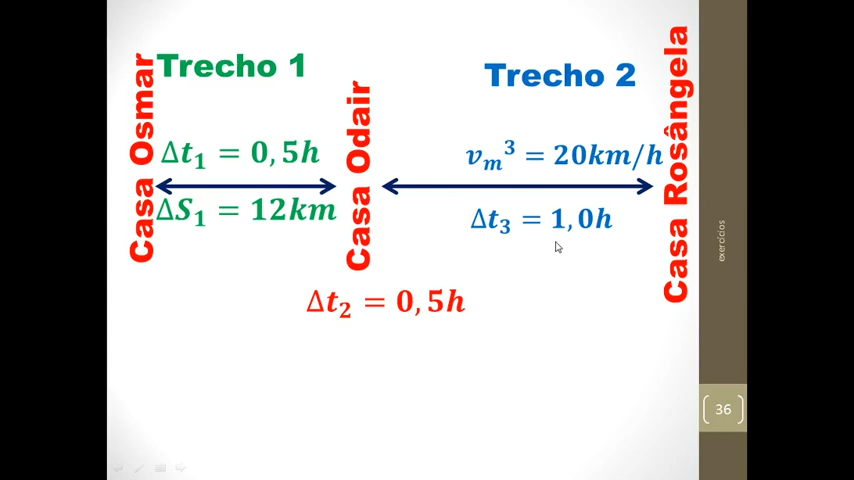 Trecho 1
Trecho 2
Casa Osmar
Δt₁ = 0,5h
ΔS₁ = 12km
Casa Odair
vₘ³ = 20km/h
Δt₃ = 1,0h
Casa Rosângela
Δt₂ = 0,5h
exercícios
36